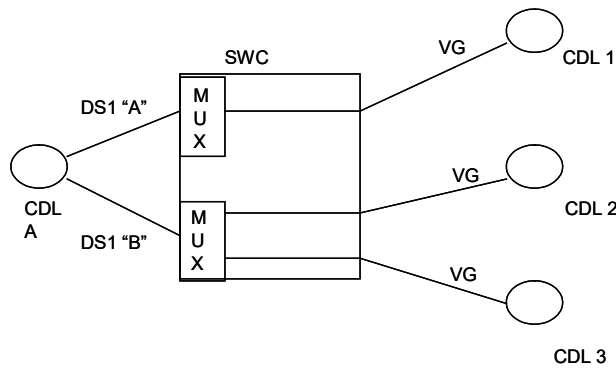 SWC
VG
CDL 1
DS1 “A”
M
U
X
VG
CDL
A
CDL 2
DS1 “B”
M
U
X
VG
CDL 3